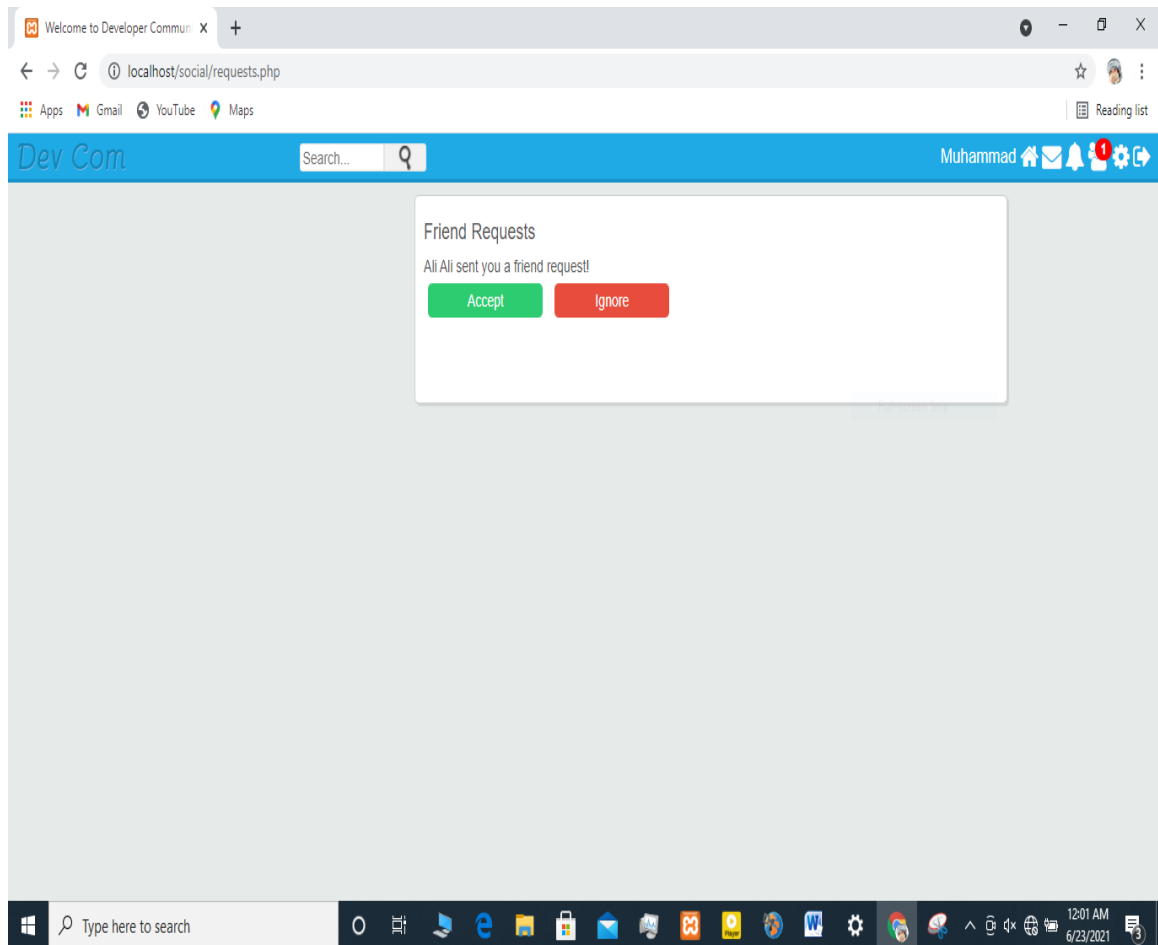 Welcome to Developer Commun
localhost/social/requests.php
Apps Gmail YouTube Maps Reading list
Dev Com Search... Muhammad 1
Friend Requests
Ali Ali sent you a friend request!
Accept Ignore
Type here to search
12:01 AM
6/23/2021
3